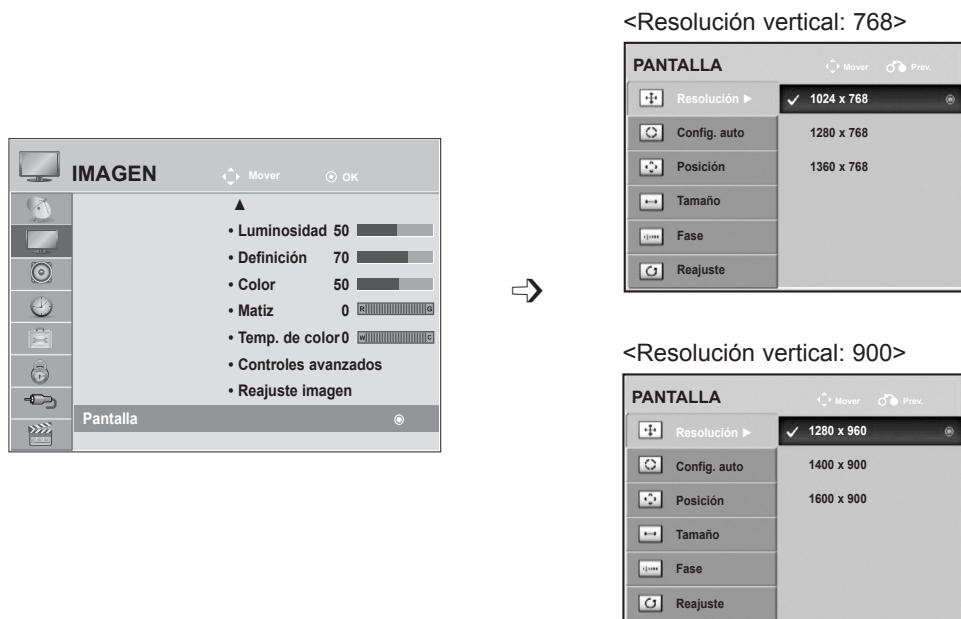 IMAGEN
Mover
OK
▲
• Luminosidad 50
• Definición 70
• Color 50
• Matiz 0 R G
• Temp. de color 0 W C
• Controles avanzados
• Reajuste imagen
Pantalla
<Resolución vertical: 768>
PANTALLA
Mover
Prev.
Resolución ►
✓ 1024 x 768
Config. auto
1280 x 768
Posición
1360 x 768
Tamaño
Fase
Reajuste
<Resolución vertical: 900>
PANTALLA
Mover
Prev.
Resolución ►
✓ 1280 x 960
Config. auto
1400 x 900
Posición
1600 x 900
Tamaño
Fase
Reajuste